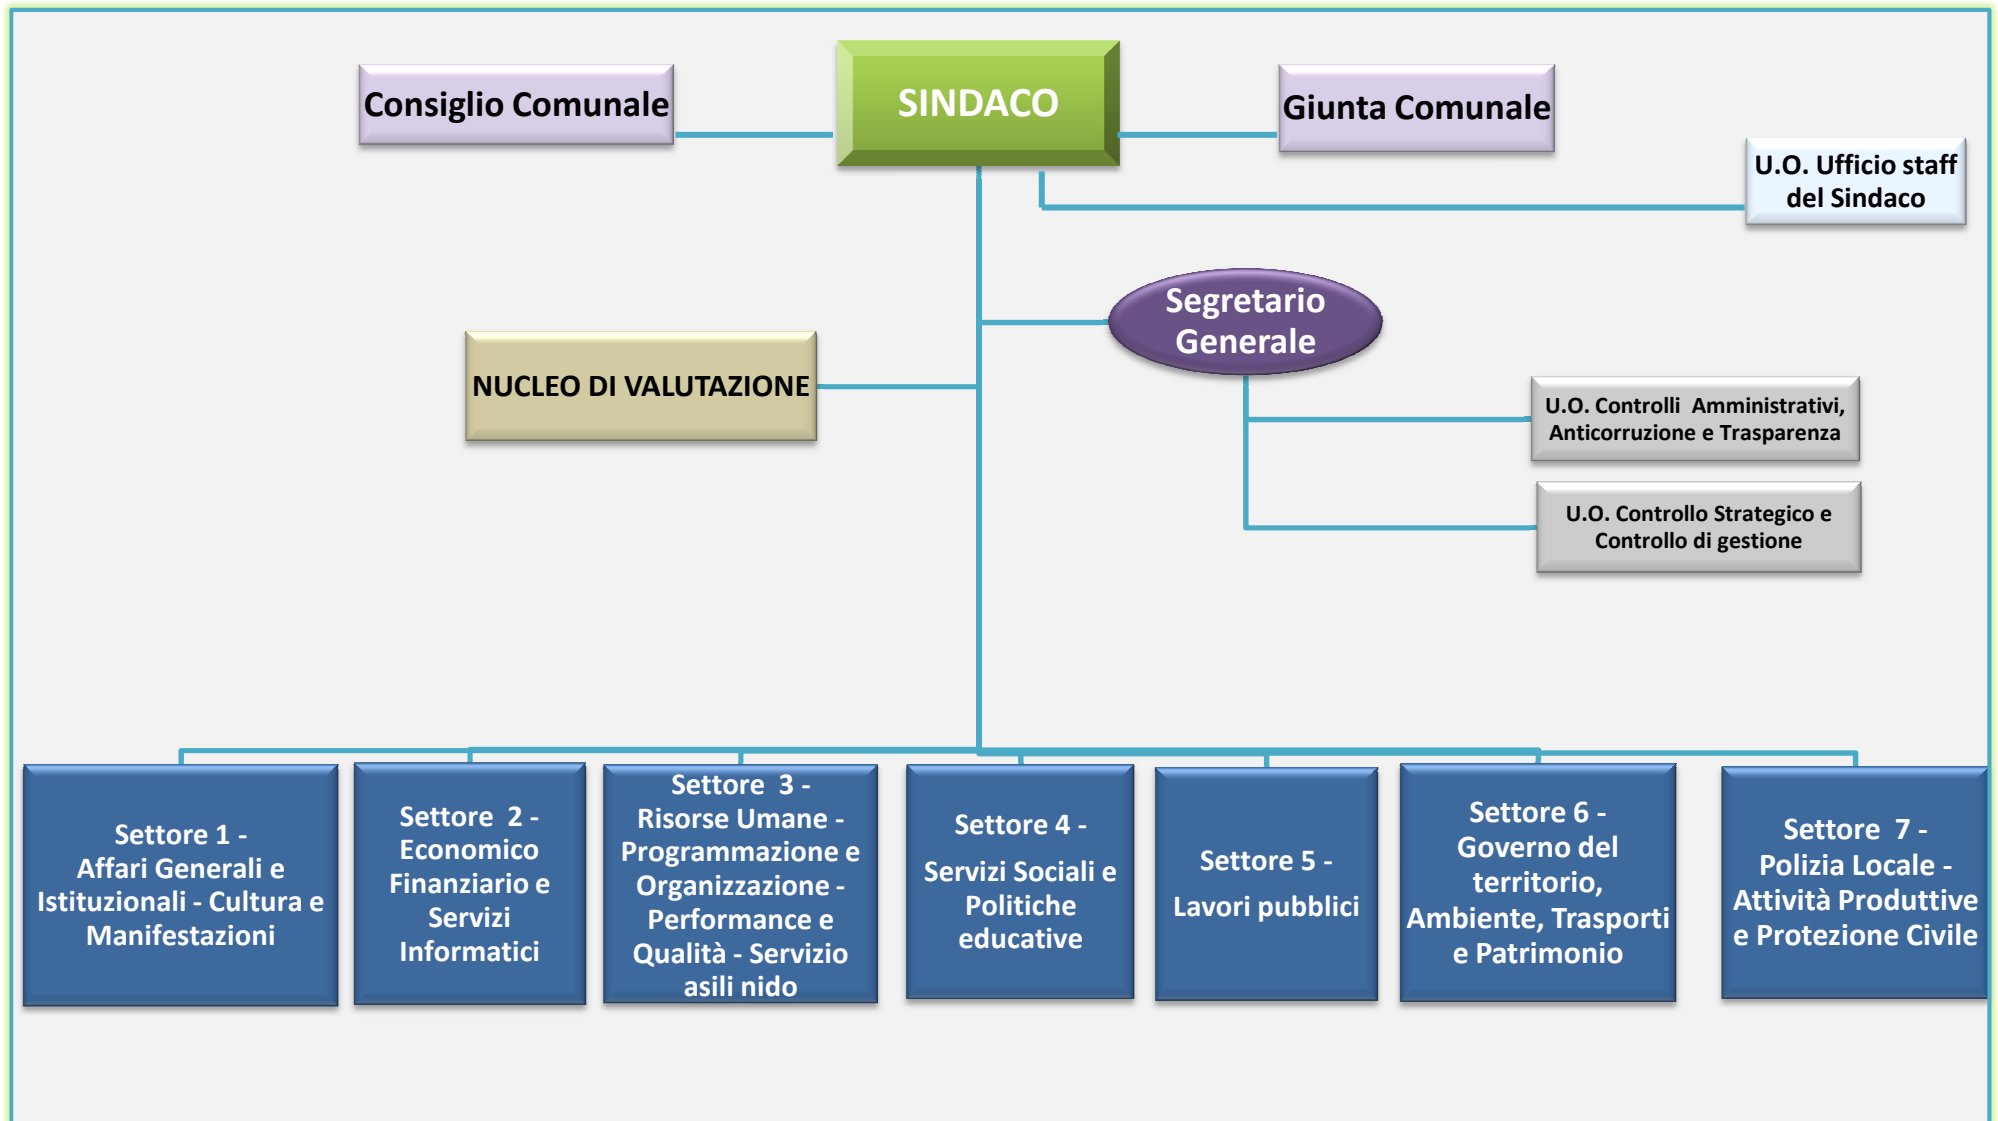 Consiglio Comunale
SINDACO
Giunta Comunale
U.O. Ufficio staff
del Sindaco
Segretario
Generale
NUCLEO DI VALUTAZIONE
U.O. Controlli  Amministrativi,
Anticorruzione e Trasparenza
U.O. Controllo Strategico e
Controllo di gestione
Settore 1 -
Affari Generali e
Istituzionali - Cultura e
Manifestazioni
Settore  2 -
Economico
Finanziario e
Servizi
Informatici
Settore  3 -
Risorse Umane -
Programmazione e
Organizzazione -
Performance e
Qualità - Servizio
asili nido
Settore 4 -
Servizi Sociali e
Politiche
educative
Settore 5 -
Lavori pubblici
Settore 6 -
Governo del
territorio,
Ambiente, Trasporti
e Patrimonio
Settore  7 -
Polizia Locale -
Attività Produttive
e Protezione Civile